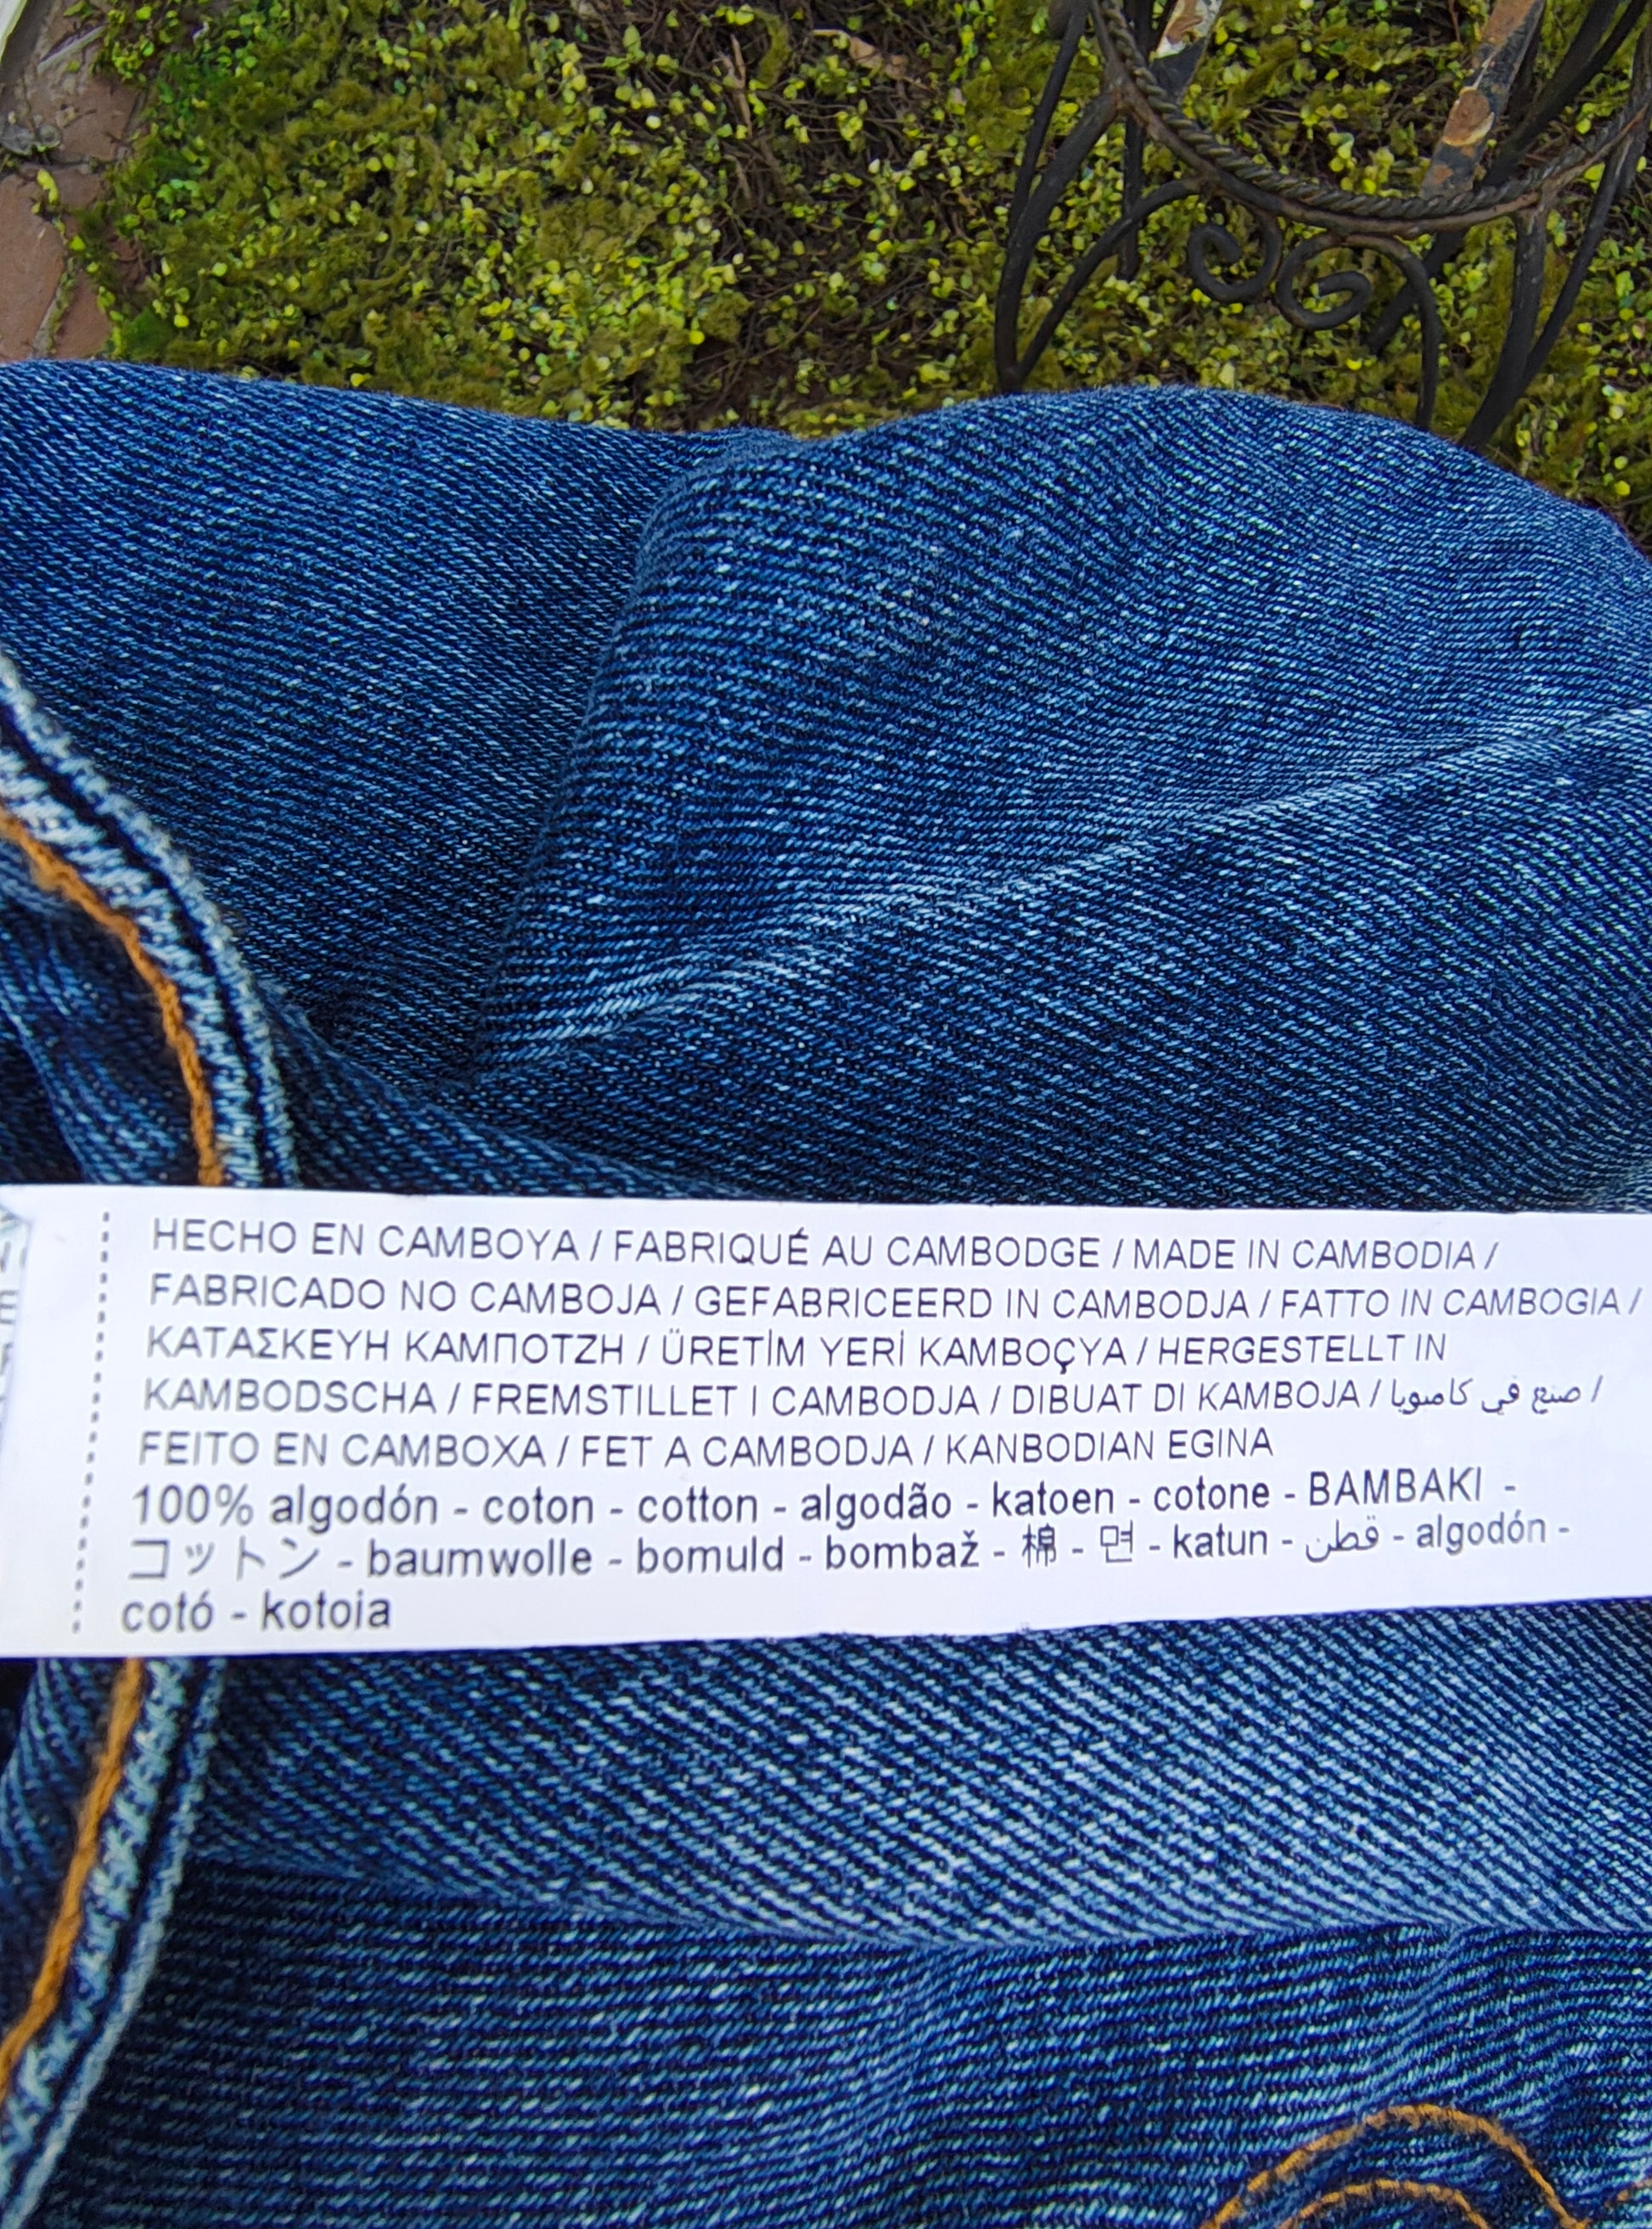 HECHO EN CAMBOYA / FABRIQUÉ AU CAMBODGE / MADE IN CAMBODIA /
FABRICADO NO CAMBOJA / GEFABRICEERD IN CAMBODJA / FATTO IN CAMBOGIA /
ΚΑΤΑΣΚΕΥΗ ΚΑΜΠΟΤΖΗ / ÜRETİM YERİ KAMBOÇYA / HERGESTELLT IN
KAMBODSCHA / FREMSTILLET I CAMBODJA / DIBUAT DI KAMBOJA / صنع في كامبوبا /
FEITO EN CAMBOXA / FET A CAMBODJA / KANBODIAN EGINA
100% algodón - coton - cotton - algodão - katoen - cotone - BAMBAKI -
コットン - baumwolle - bomuld - bombaž - 棉 - 면 - katun - قطن - algodón -
cotó - kotoia